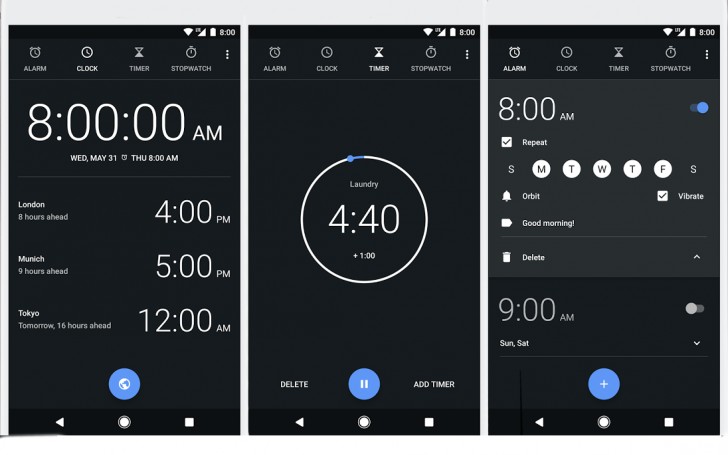 8:00
ALARM CLOCK TIMER STOPWATCH
8:00:00 AM
WED, MAY 31 THU 8:00 AM
London
8 hours ahead
4:00 PM
Munich
9 hours ahead
5:00 PM
Tokyo
Tomorrow, 16 hours ahead
12:00 AM
8:00
ALARM CLOCK TIMER STOPWATCH
Laundry
4:40
+ 1:00
DELETE ADD TIMER
8:00
ALARM CLOCK TIMER STOPWATCH
8:00 AM
Repeat
S M T W T F S
Orbit Vibrate
Good morning!
Delete
9:00 AM
Sun, Sat